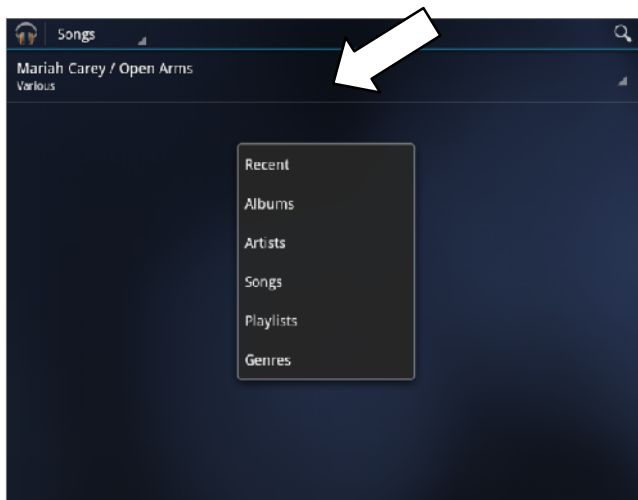 Songs
Mariah Carey / Open Arms
Various
Recent
Albums
Artists
Songs
Playlists
Genres